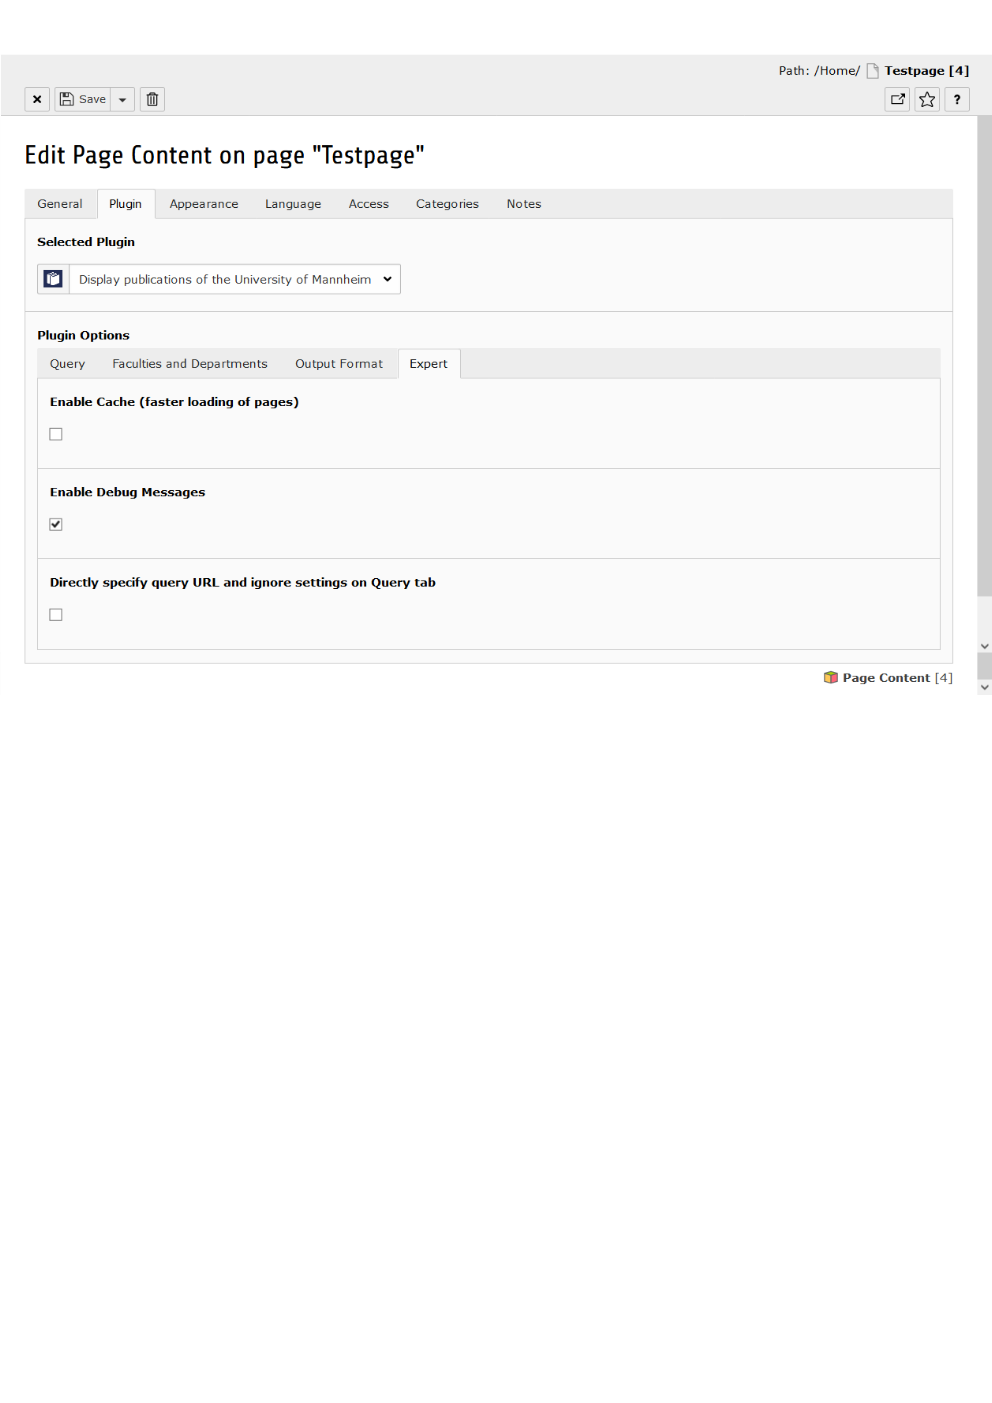 Path: /Home/ Testpage [4]
Save ?
Edit Page Content on page "Testpage"
General Plugin Appearance Language Access Categories Notes
Selected Plugin
Display publications of the University of Mannheim
Plugin Options
Query Faculties and Departments Output Format Expert
Enable Cache (faster loading of pages)
Enable Debug Messages
Directly specify query URL and ignore settings on Query tab
Page Content [4]